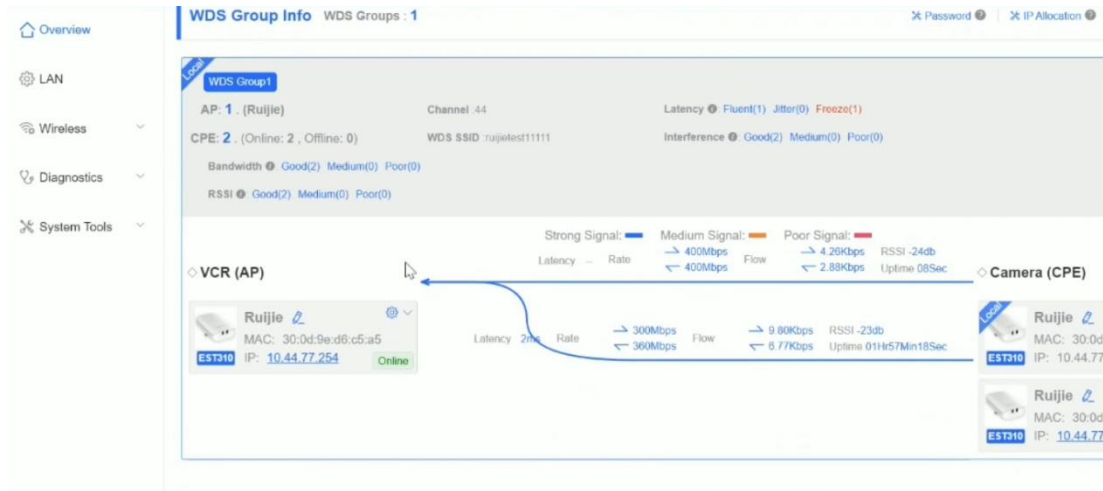 WDS Group Info WDS Groups : 1
Password
IP Allocation
Overview
LAN
Wireless
Diagnostics
System Tools
Local
WDS Group1
AP: 1 . (Ruijie)
Channel :44
Latency : Fluent(1) Jitter(0) Freeze(1)
CPE: 2 . (Online: 2 , Offline: 0)
WDS SSID :ruijietest11111
Interference : Good(2) Medium(0) Poor(0)
Bandwidth : Good(2) Medium(0) Poor(0)
RSSI : Good(2) Medium(0) Poor(0)
Strong Signal: Medium Signal: Poor Signal:
Latency -- Rate 400Mbps 400Mbps Flow 4.26Kbps 2.88Kbps RSSI -24db Uptime 08Sec
VCR (AP)
Camera (CPE)
Ruijie
MAC: 30:0d:9e:d6:c5:a5
EST310 IP: 10.44.77.254 Online
Latency 2ms Rate 300Mbps 360Mbps Flow 9.80Kbps 6.77Kbps RSSI -23db Uptime 01Hr57Min18Sec
Local
Ruijie
MAC: 30:0d
EST310 IP: 10.44.77
Ruijie
MAC: 30:0d
EST310 IP: 10.44.77